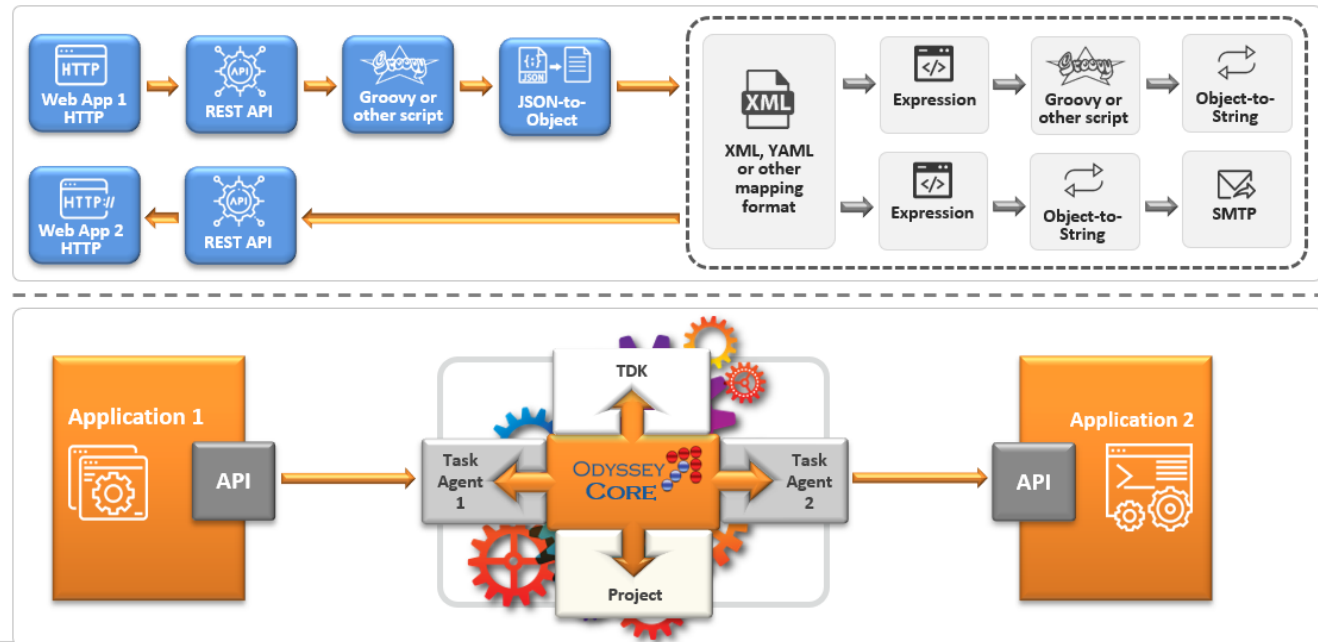 HTTP
Web App 1
HTTP
API
REST API
Groovy
Groovy or
other script
{:}
JSON
JSON-to-
Object
XML
XML, YAML
or other
mapping
format
</>
Expression
Groovy
Groovy or
other script
Object-to-
String
HTTP://
Web App 2
HTTP
API
REST API
</>
Expression
Object-to-
String
SMTP
Application 1
API
TDK
Task
Agent
1
ODYSSEY
CORE
Task
Agent
2
Project
API
Application 2